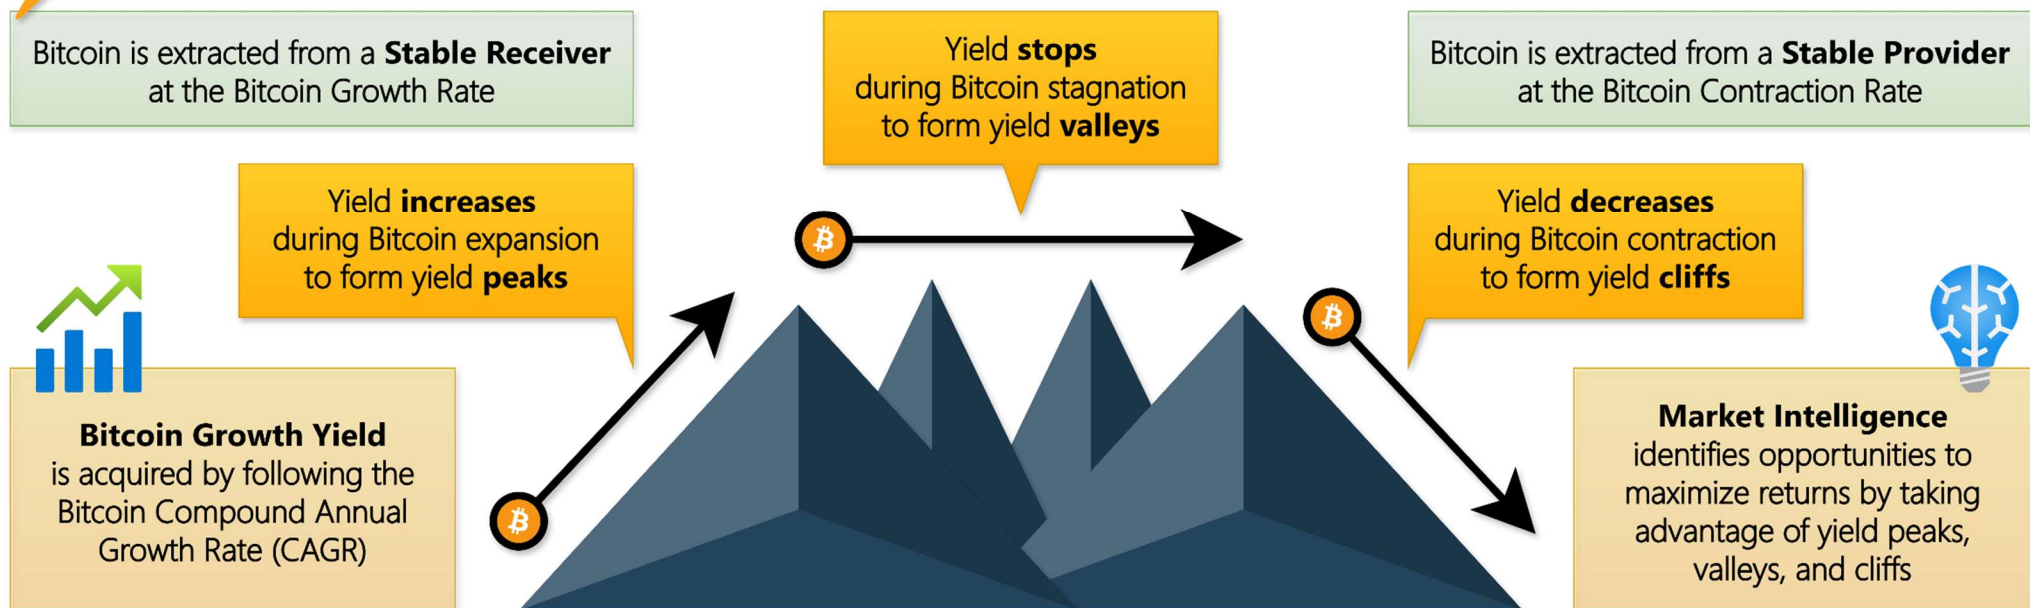 Bitcoin is extracted from a Stable Receiver
at the Bitcoin Growth Rate
Yield stops
during Bitcoin stagnation
to form yield valleys
Bitcoin is extracted from a Stable Provider
at the Bitcoin Contraction Rate
Yield increases
during Bitcoin expansion
to form yield peaks
Yield decreases
during Bitcoin contraction
to form yield cliffs
Bitcoin Growth Yield
is acquired by following the
Bitcoin Compound Annual
Growth Rate (CAGR)
Market Intelligence
identifies opportunities to
maximize returns by taking
advantage of yield peaks,
valleys, and cliffs